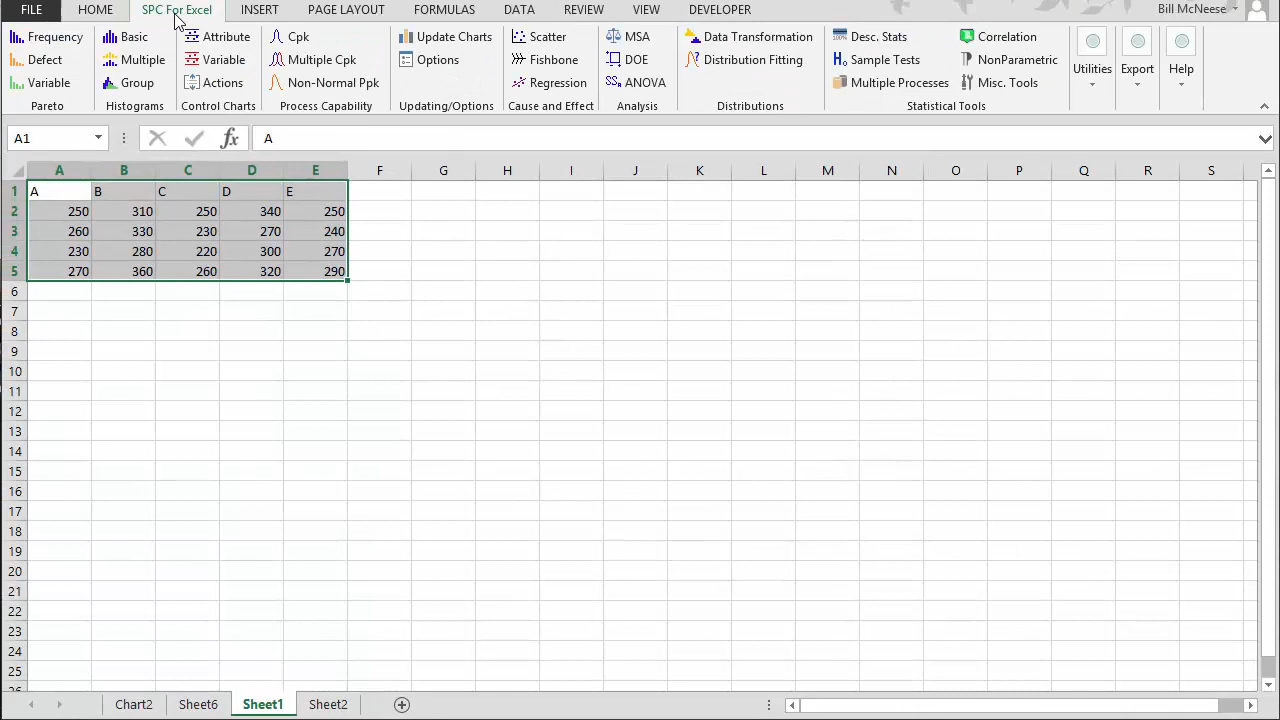 FILE HOME SPC For Excel INSERT PAGE LAYOUT FORMULAS DATA REVIEW VIEW DEVELOPER Bill McNeese
Frequency Basic Attribute Cpk Update Charts Scatter MSA Data Transformation Desc. Stats Correlation
Defect Multiple Variable Multiple Cpk Options Fishbone DOE Distribution Fitting Sample Tests NonParametric Utilities Export Help
Variable Group Actions Non-Normal Ppk Regression ANOVA Multiple Processes Misc. Tools
Pareto Histograms Control Charts Process Capability Updating/Options Cause and Effect Analysis Distributions Statistical Tools
A1 fx A
A B C D E F G H I J K L M N O P Q R S
1 A B C D E
2 250 310 250 340 250
3 260 330 230 270 240
4 230 280 220 300 270
5 270 360 260 320 290
6
7
8
9
10
11
12
13
14
15
16
17
18
19
20
21
22
23
24
25
26
Chart2 Sheet6 Sheet1 Sheet2